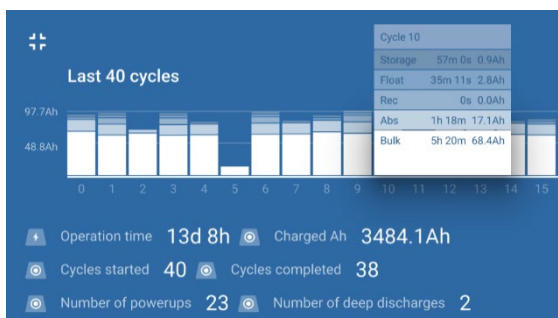 Last 40 cycles
97.7Ah
48.8Ah
Cycle 10
Storage 57m 0s 0.9Ah
Float 35m 11s 2.8Ah
Rec 0s 0.0Ah
Abs 1h 18m 17.1Ah
Bulk 5h 20m 68.4Ah
0 1 2 3 4 5 6 7 8 9 10 11 12 13 14 15
Operation time 13d 8h Charged Ah 3484.1Ah
Cycles started 40 Cycles completed 38
Number of powerups 23 Number of deep discharges 2